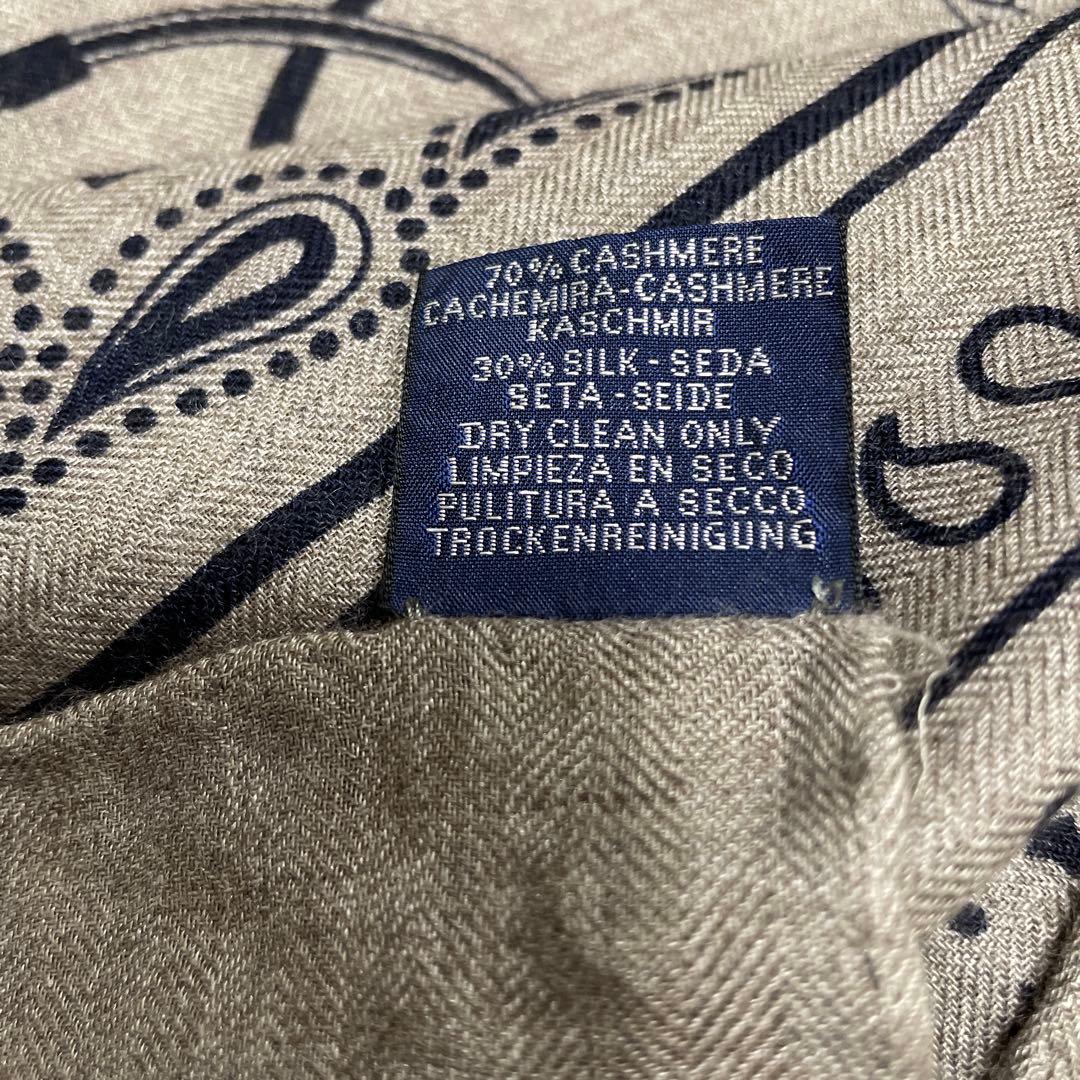 70% CASHMERE
CACHEMIRA-CASHMERE
KASCHMIR
30% SILK - SEDA
SETA - SEIDE
DRY CLEAN ONLY
LIMPIEZA EN SECO
PULITURA A SECCO
TROCKENREINIGUNG